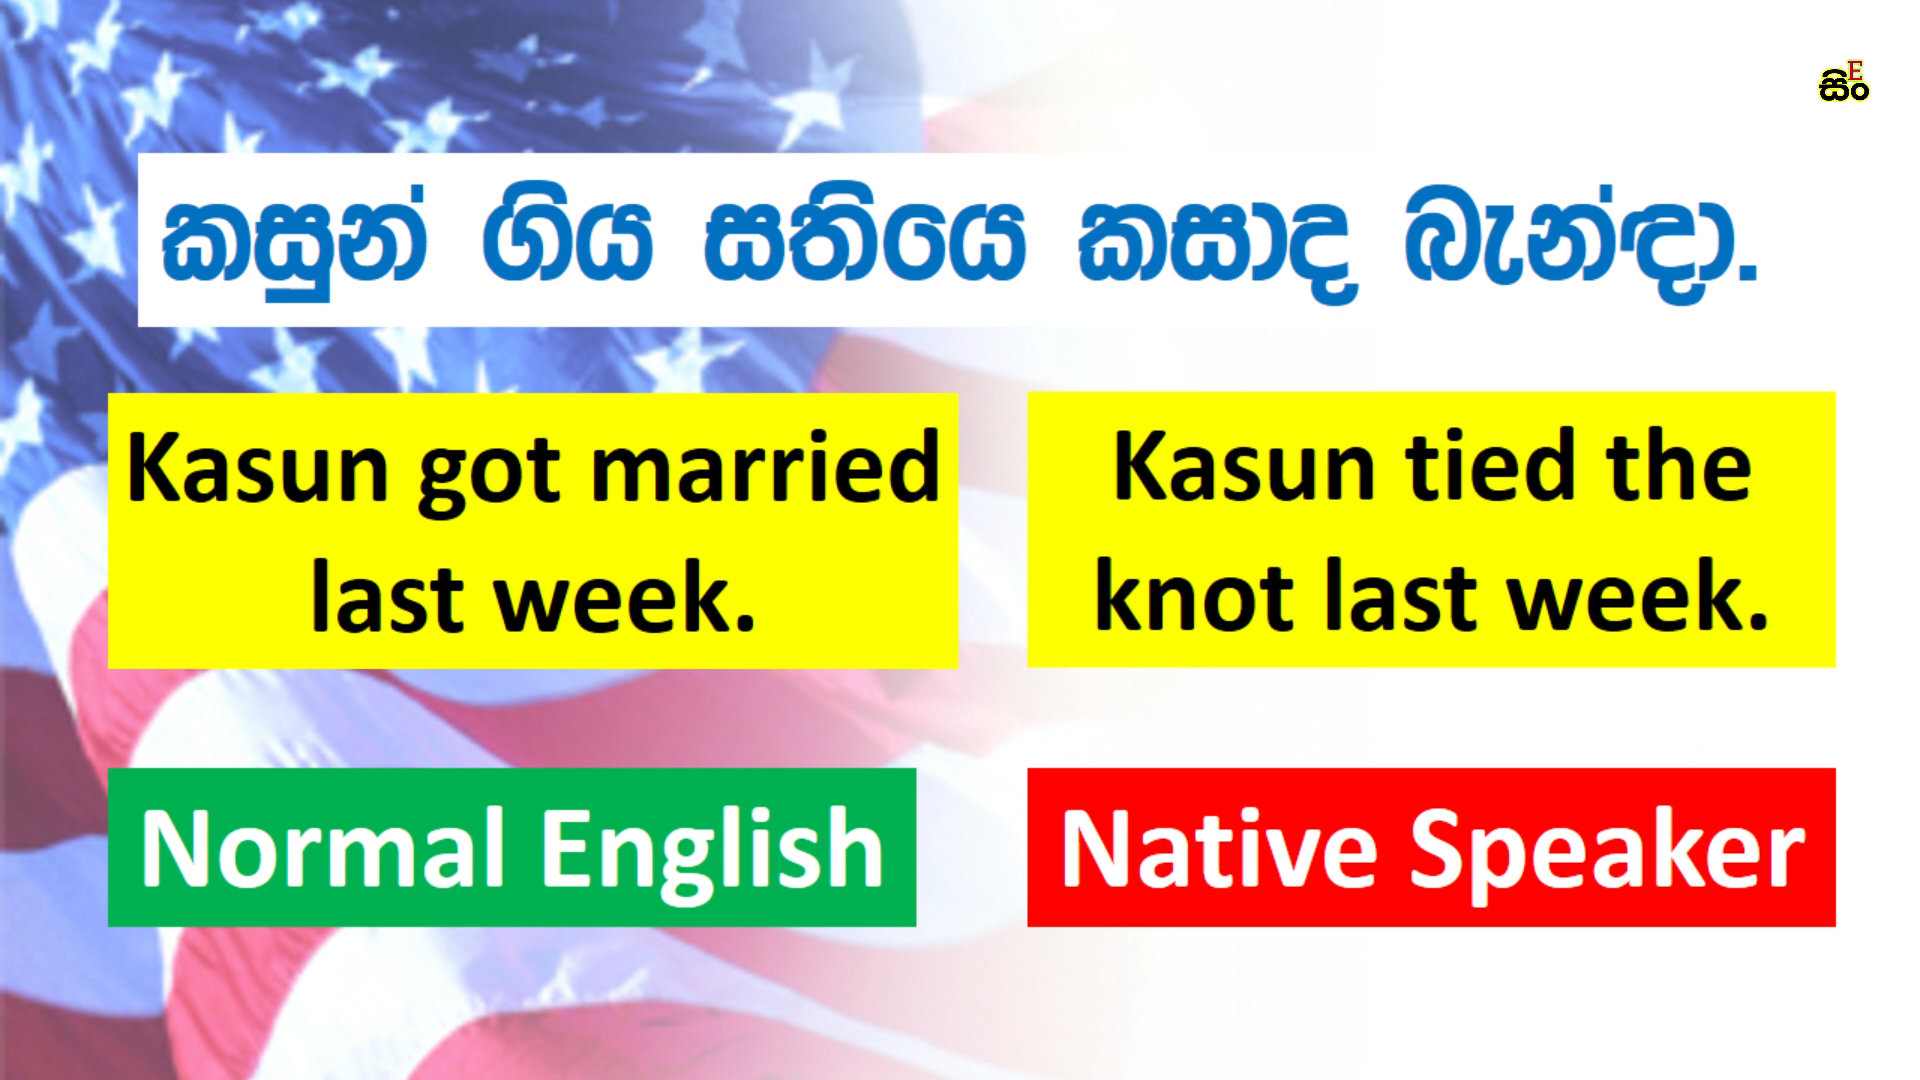 සිං
E
කසුන් ගිය සතියෙ කසාද බැන්ඳා.
Kasun got married
last week.
Kasun tied the
knot last week.
Normal English
Native Speaker